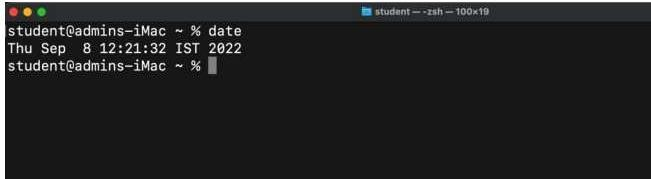 student — -zsh — 100×19
student@admins-iMac ~ % date
Thu Sep  8 12:21:32 IST 2022
student@admins-iMac ~ %